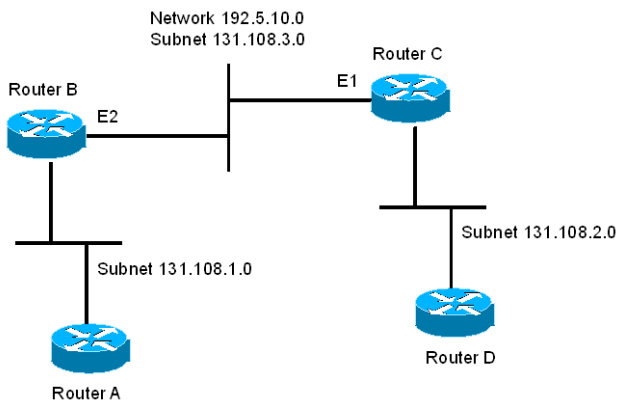 Network 192.5.10.0
Subnet 131.108.3.0
Router C
Router B
E1
E2
Subnet 131.108.2.0
Subnet 131.108.1.0
Router D
Router A